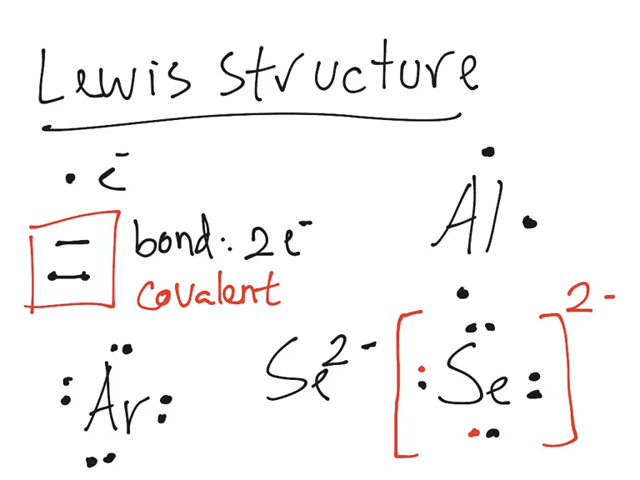 Lewis structure
• e⁻
bond: 2e⁻
covalent
Al
Ar
Se²⁻ [Se]²⁻